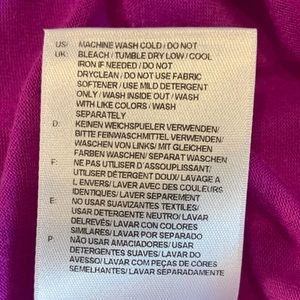 US/ MACHINE WASH COLD / DO NOT
UK: BLEACH / TUMBLE DRY LOW / COOL
IRON IF NEEDED / DO NOT
DRYCLEAN / DO NOT USE FABRIC
SOFTENER / USE MILD DETERGENT
ONLY / WASH INSIDE OUT / WASH
WITH LIKE COLORS / WASH
SEPARATELY
D: KEINEN WEICHSPUELER VERWENDEN/
BITTE FEINWASCHMITTEL VERWENDEN/
WASCHEN VON LINKS/ MIT GLEICHEN
FARBEN WASCHEN/ SEPARAT WASCHEN
F: NE PAS UTILISER D'ASSOUPLISSANT/
UTILISER DÉTERGENT DOUX/ LAVAGE A
L ENVERS/ LAVER AVEC DES COULEURS
IDENTIQUES/ LAVER SEPAREMENT
E: NO USAR SUAVIZANTES TEXTILES/
USAR DETERGENTE NEUTRO/ LAVAR
DELREVÉS/ LAVAR CON COLORES
SIMILARES/ LAVAR POR SEPARADO
P: NÃO USAR AMACIADORES/ USAR
DETERGENTES SUAVES/ LAVAR DO
AVESSO/ LAVAR COM PEÇAS DE CÔRES
SEMELHANTES/ LAVAR SEPARADAMENTE